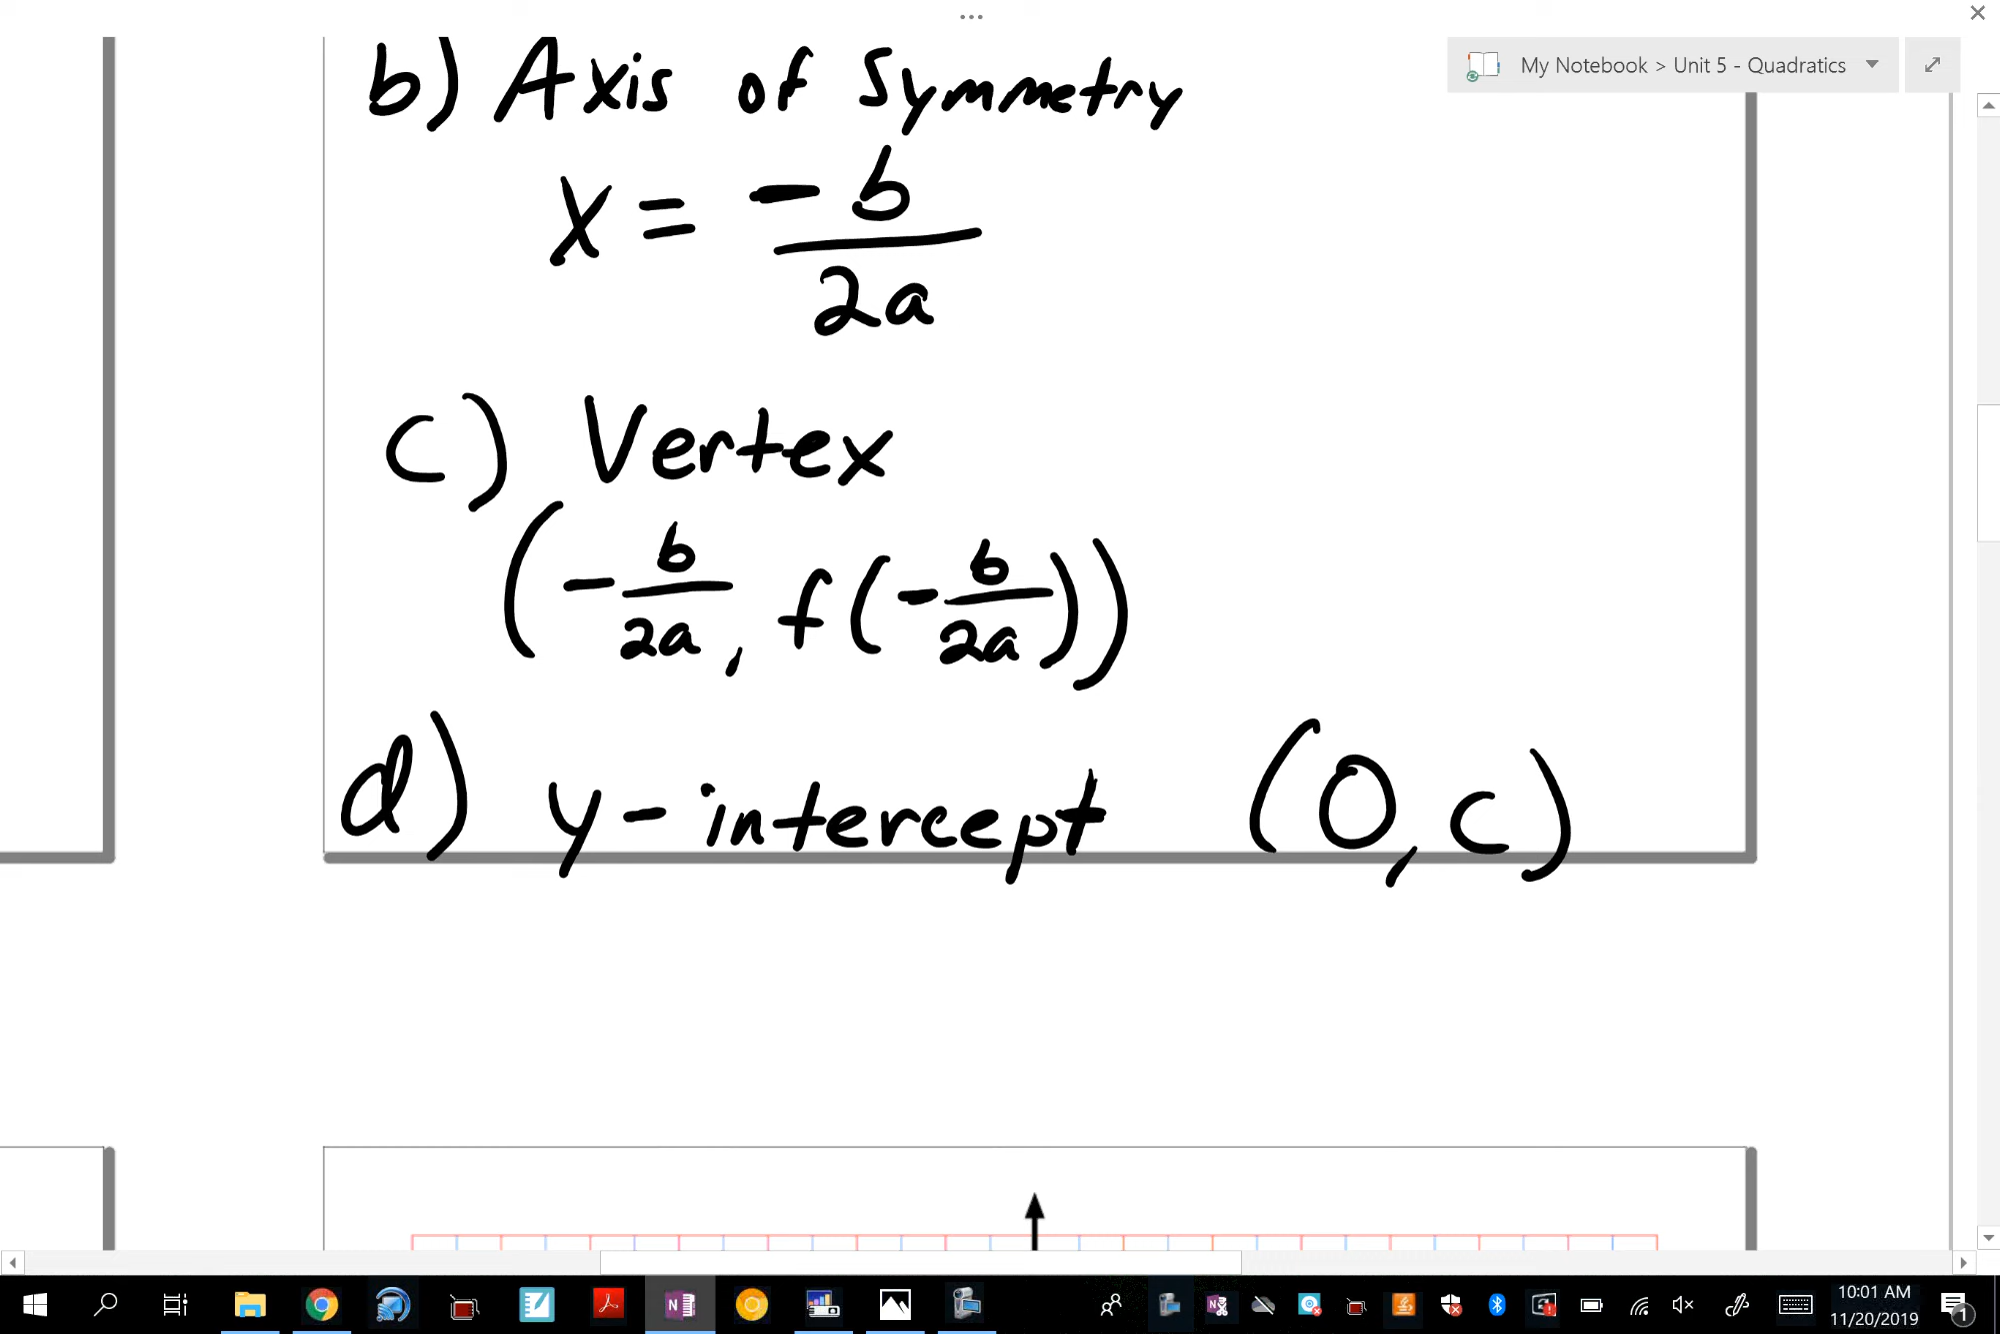 ...
My Notebook > Unit 5 - Quadratics
b) Axis of Symmetry
x = -b/2a
c) Vertex
(-b/2a, f(-b/2a))
d) y-intercept (0, c)
10:01 AM
11/20/2019
1